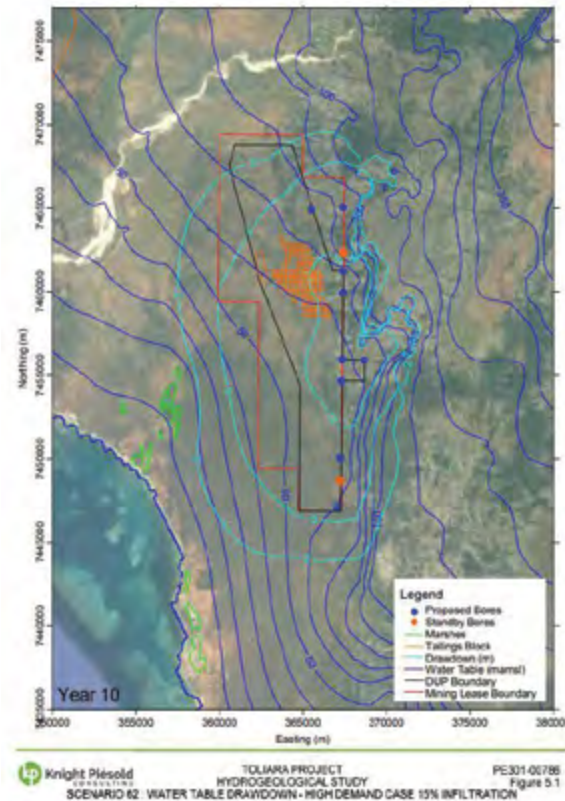 7475000
7470000
7465000
7460000
7455000
7450000
7445000
7440000
Northing (m)
Year 10
Legend
Proposed Bores
Standby Bores
Marshes
Tailings Block
Drawdown (m)
Water Table (mamsl)
DUP Boundary
Mining Lease Boundary
355000
360000
365000
370000
375000
Easting (m)
Knight Piésold
CONSULTING
TOLIARA PROJECT
HYDROGEOLOGICAL STUDY
SCENARIO 62 : WATER TABLE DRAWDOWN - HIGH DEMAND CASE 15% INFILTRATION
PE301-00786
Figure 5.1